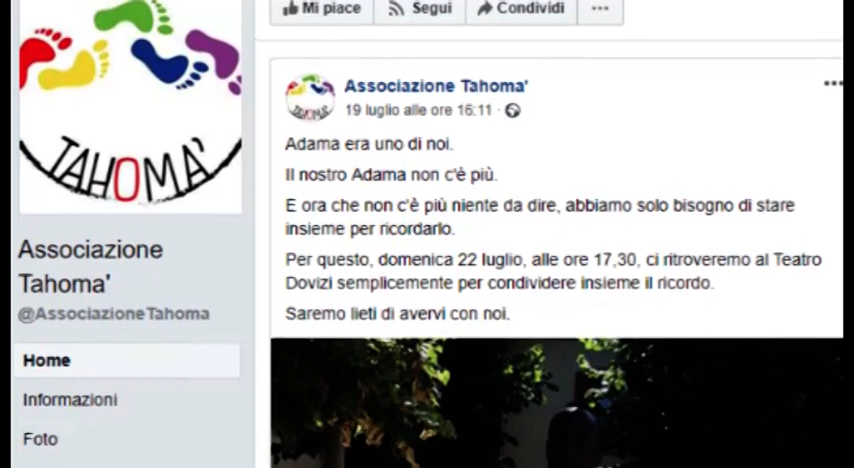 Mi piace Segui Condividi ...
TAHOMA'
Associazione Tahoma'
@AssociazioneTahoma
Home
Informazioni
Foto
Associazione Tahoma' ...
19 luglio alle ore 16:11 ·
TAHOMA'
Adama era uno di noi.
Il nostro Adama non c'è più.
E ora che non c'è più niente da dire, abbiamo solo bisogno di stare
insieme per ricordarlo.
Per questo, domenica 22 luglio, alle ore 17,30, ci ritroveremo al Teatro
Dovizi semplicemente per condividere insieme il ricordo.
Saremo lieti di avervi con noi.